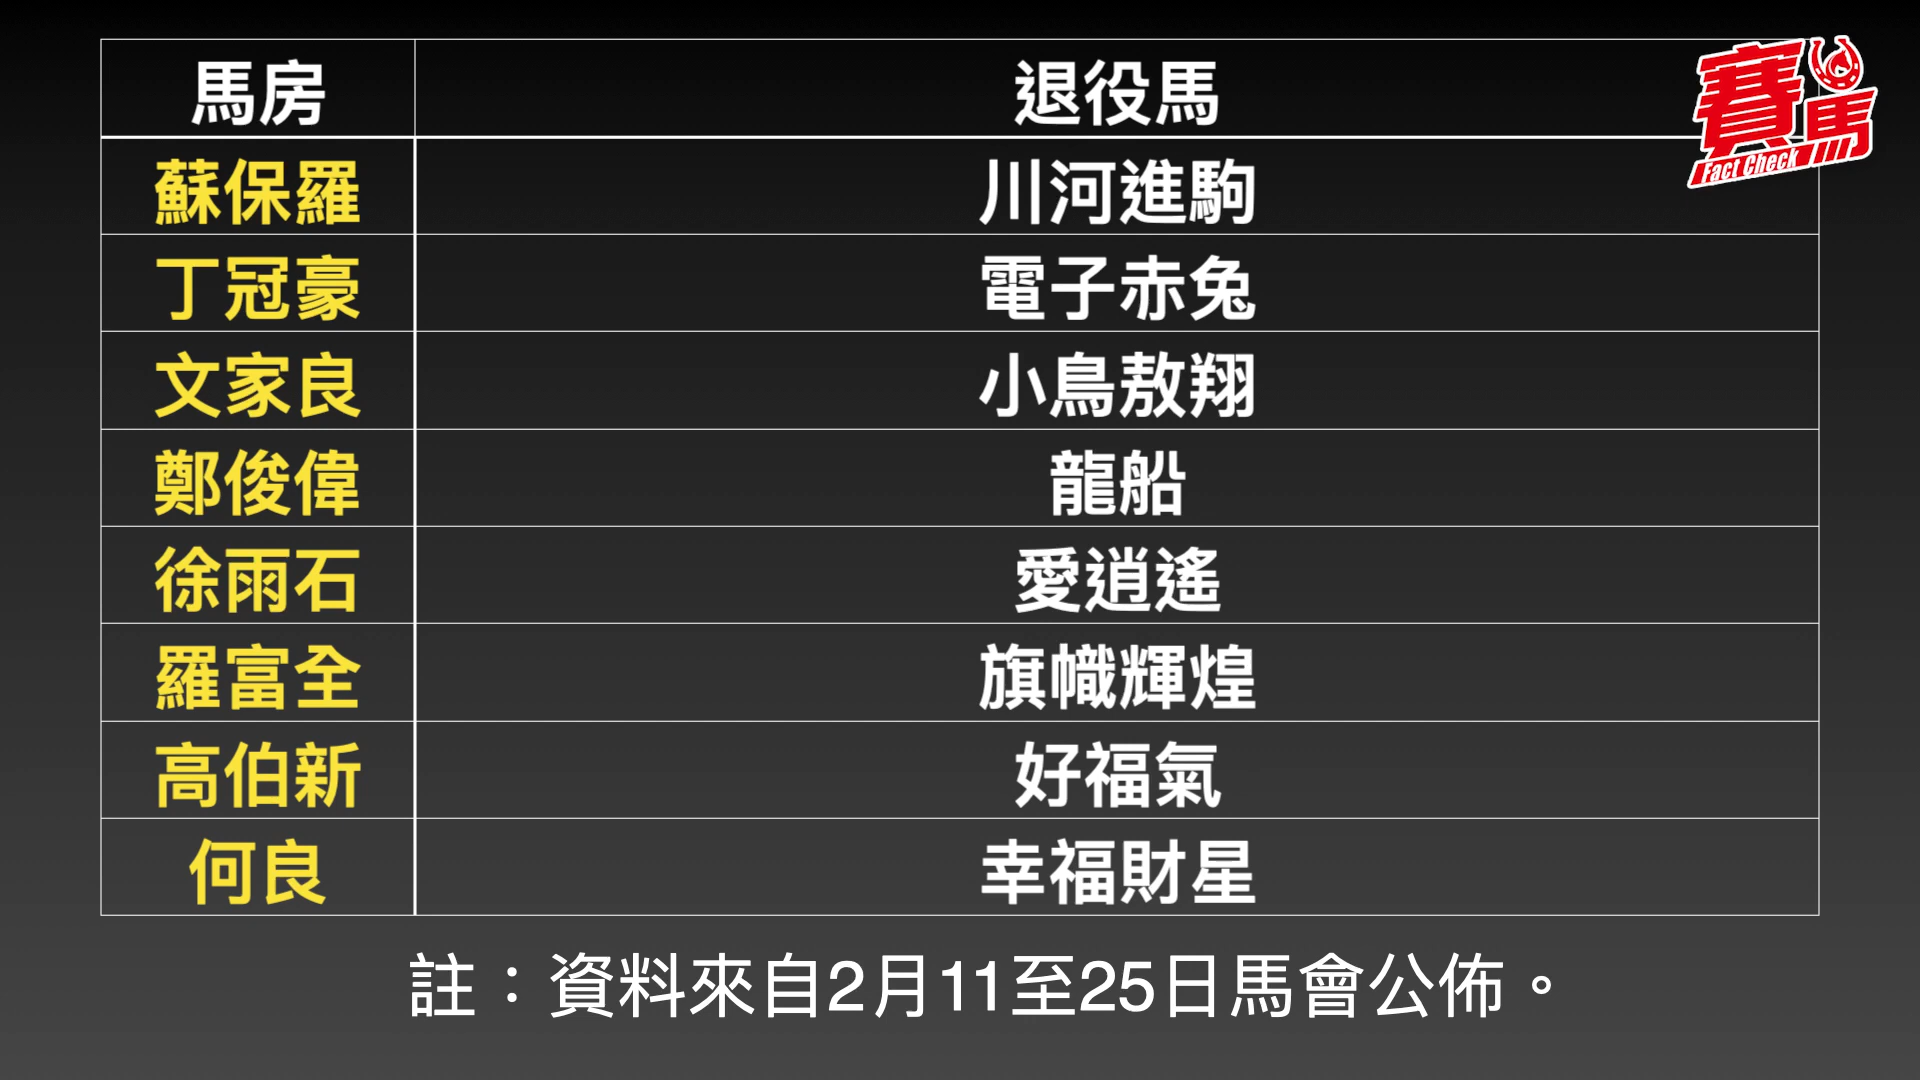 馬房 退役馬
賽馬
Fact Check
蘇保羅 川河進駒
丁冠豪 電子赤兔
文家良 小鳥敖翔
鄭俊偉 龍船
徐雨石 愛逍遙
羅富全 旗幟輝煌
高伯新 好福氣
何良 幸福財星
註：資料來自2月11至25日馬會公佈。